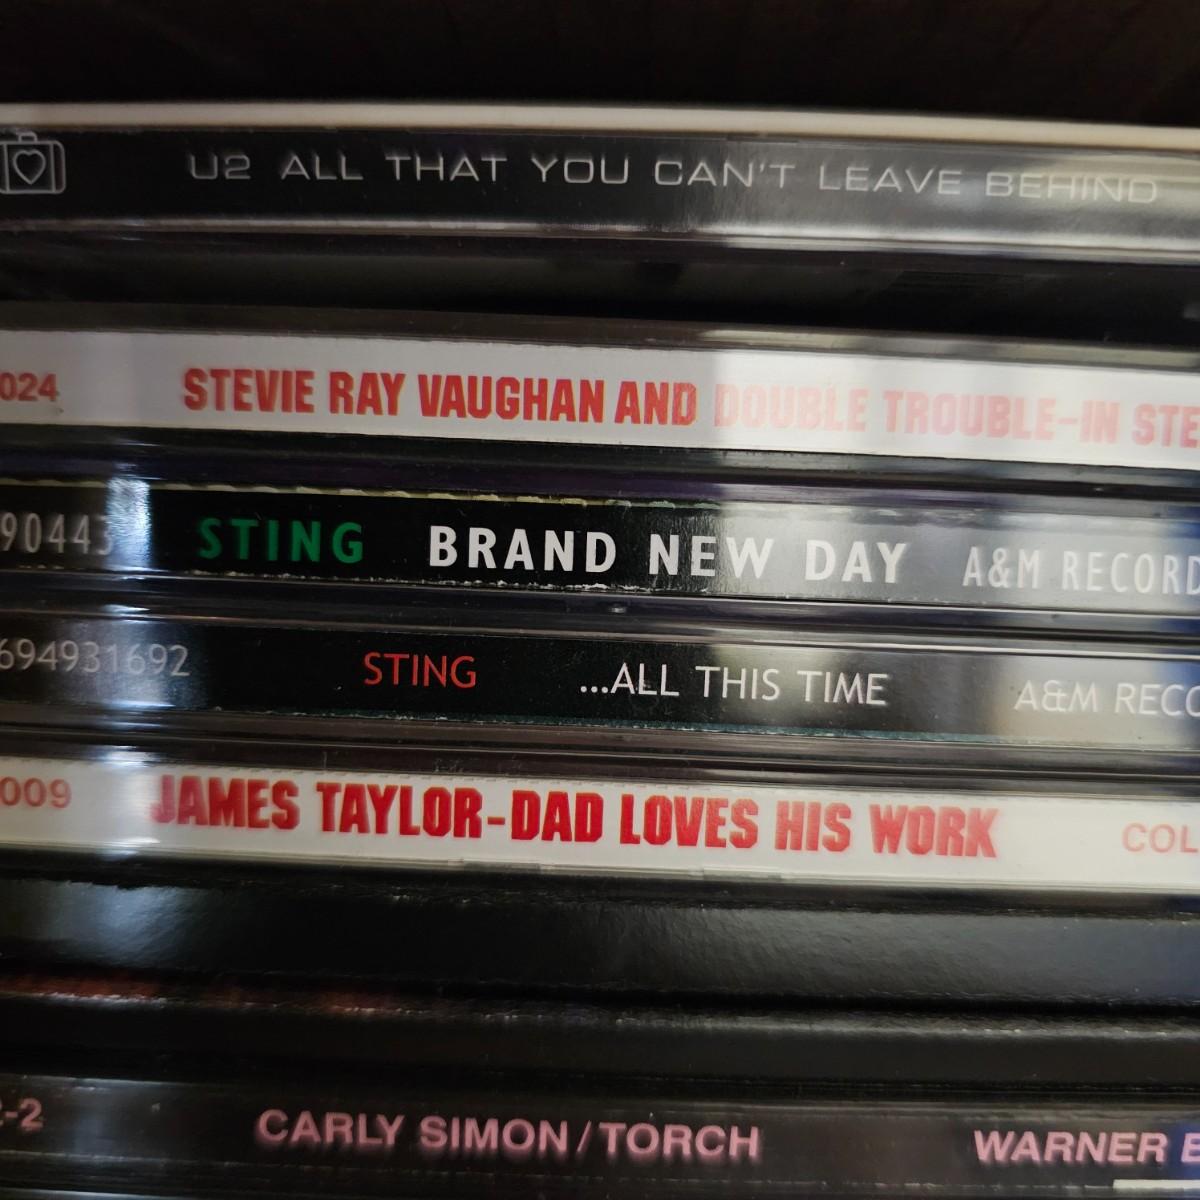 U2 ALL THAT YOU CAN'T LEAVE BEHIND
024 STEVIE RAY VAUGHAN AND DOUBLE TROUBLE-IN STE
90443 STING BRAND NEW DAY A&M RECORD
694931692 STING ...ALL THIS TIME A&M RECO
009 JAMES TAYLOR-DAD LOVES HIS WORK COL
2-2 CARLY SIMON/TORCH WARNER B